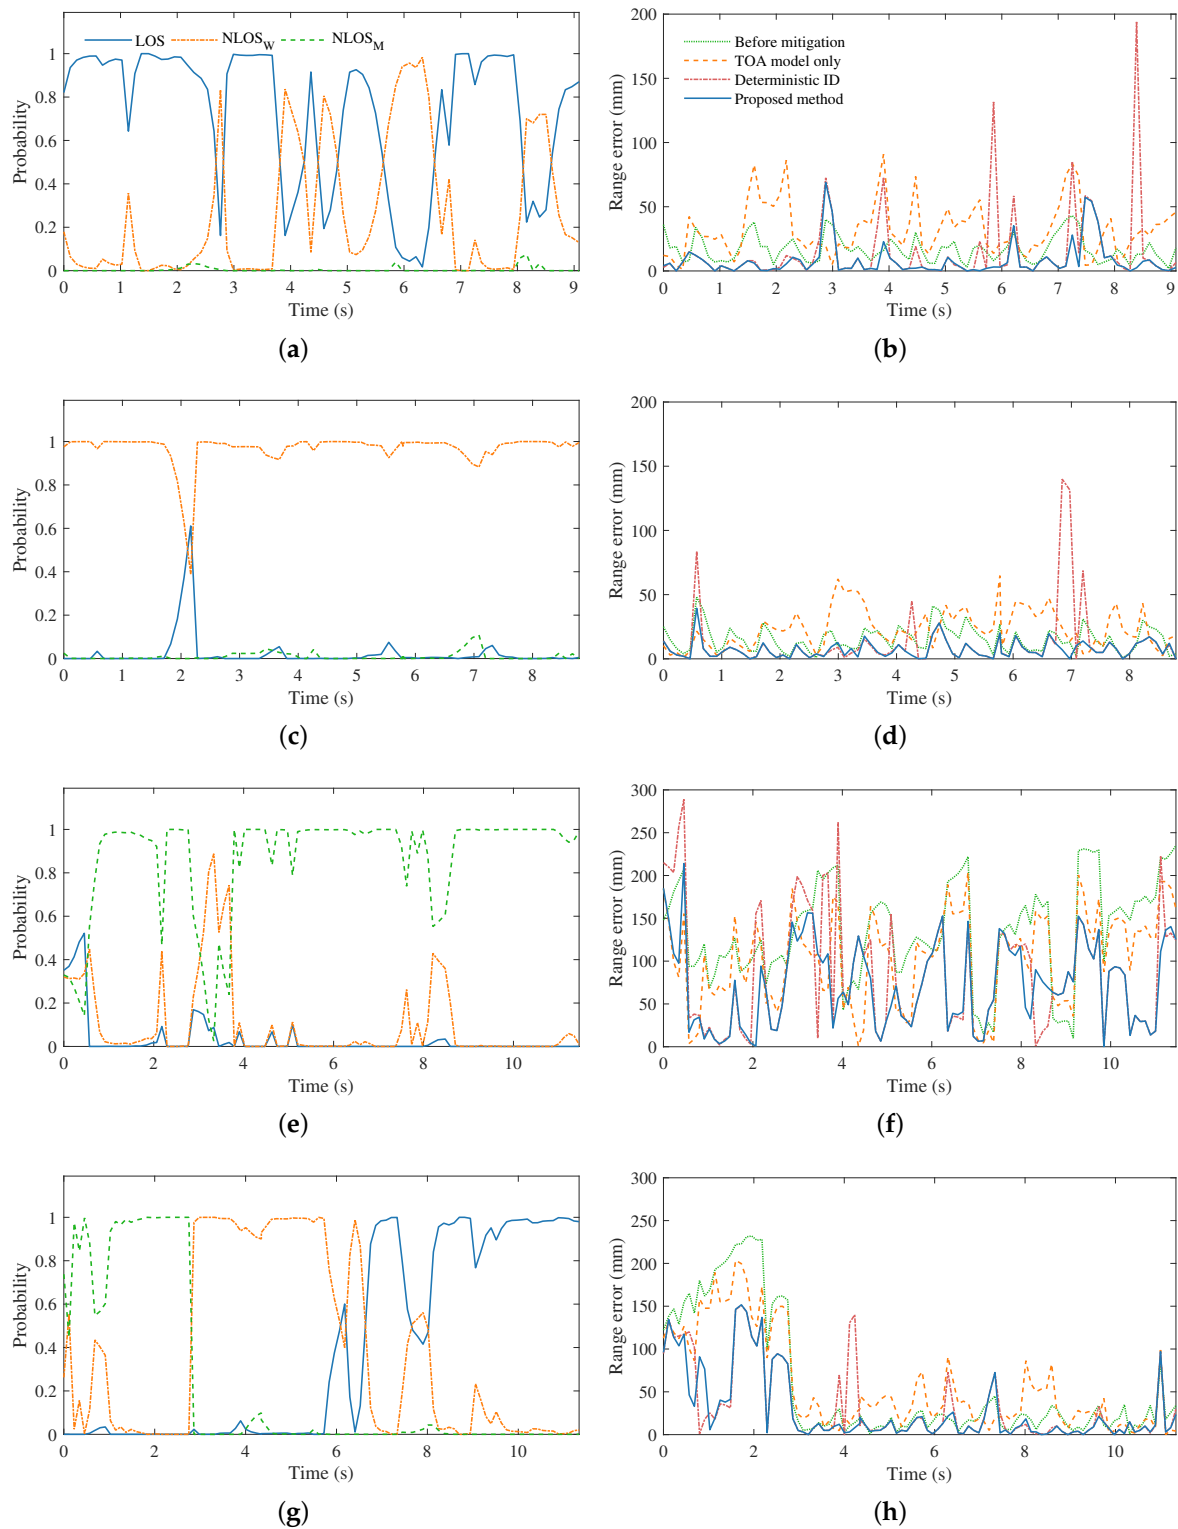 LOS NLOS_W NLOS_M
Probability
1
0.8
0.6
0.4
0.2
0
0 1 2 3 4 5 6 7 8 9
Time (s)
(a)
Before mitigation
TOA model only
Deterministic ID
Proposed method
Range error (mm)
200
150
100
50
0
0 1 2 3 4 5 6 7 8 9
Time (s)
(b)
Probability
1
0.8
0.6
0.4
0.2
0
0 1 2 3 4 5 6 7 8
Time (s)
(c)
Range error (mm)
200
150
100
50
0
0 1 2 3 4 5 6 7 8
Time (s)
(d)
Probability
1
0.8
0.6
0.4
0.2
0
0 2 4 6 8 10
Time (s)
(e)
Range error (mm)
300
250
200
150
100
50
0
0 2 4 6 8 10
Time (s)
(f)
Probability
1
0.8
0.6
0.4
0.2
0
0 2 4 6 8 10
Time (s)
(g)
Range error (mm)
300
250
200
150
100
50
0
0 2 4 6 8 10
Time (s)
(h)